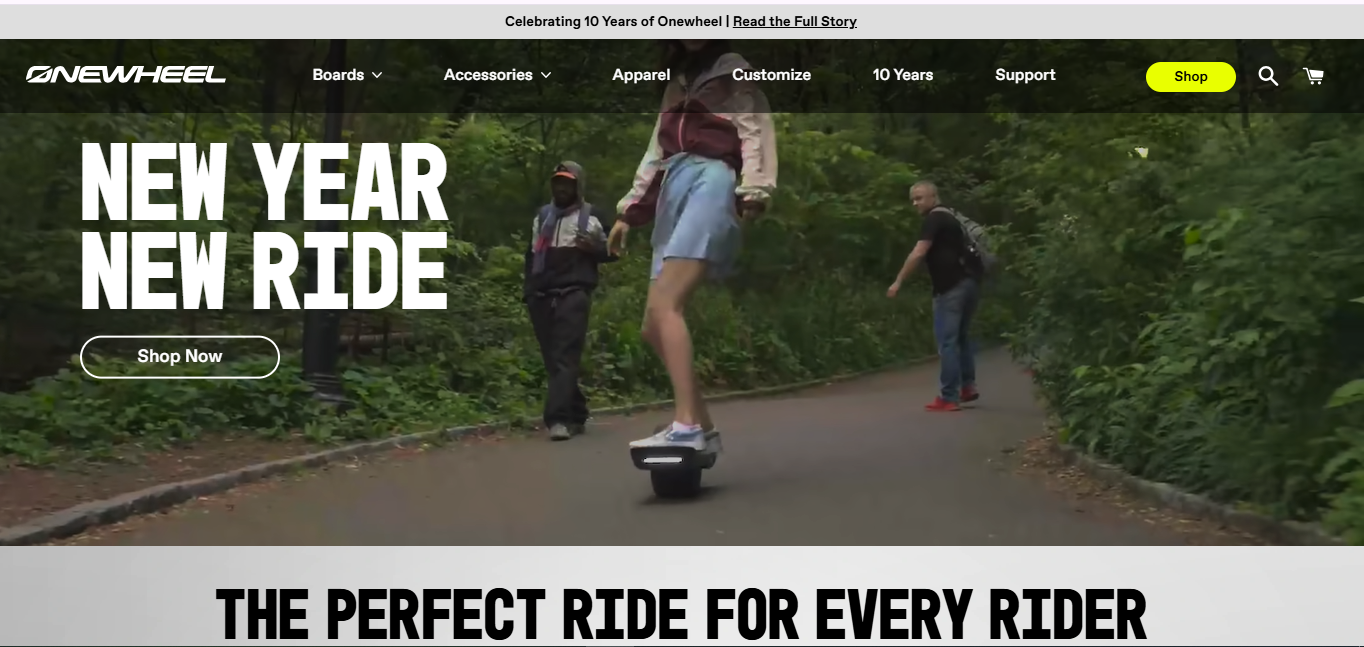 Celebrating 10 Years of Onewheel | Read the Full Story
ONEWHEEL
Boards Accessories Apparel Customize 10 Years Support Shop
NEW YEAR
NEW RIDE
Shop Now
THE PERFECT RIDE FOR EVERY RIDER